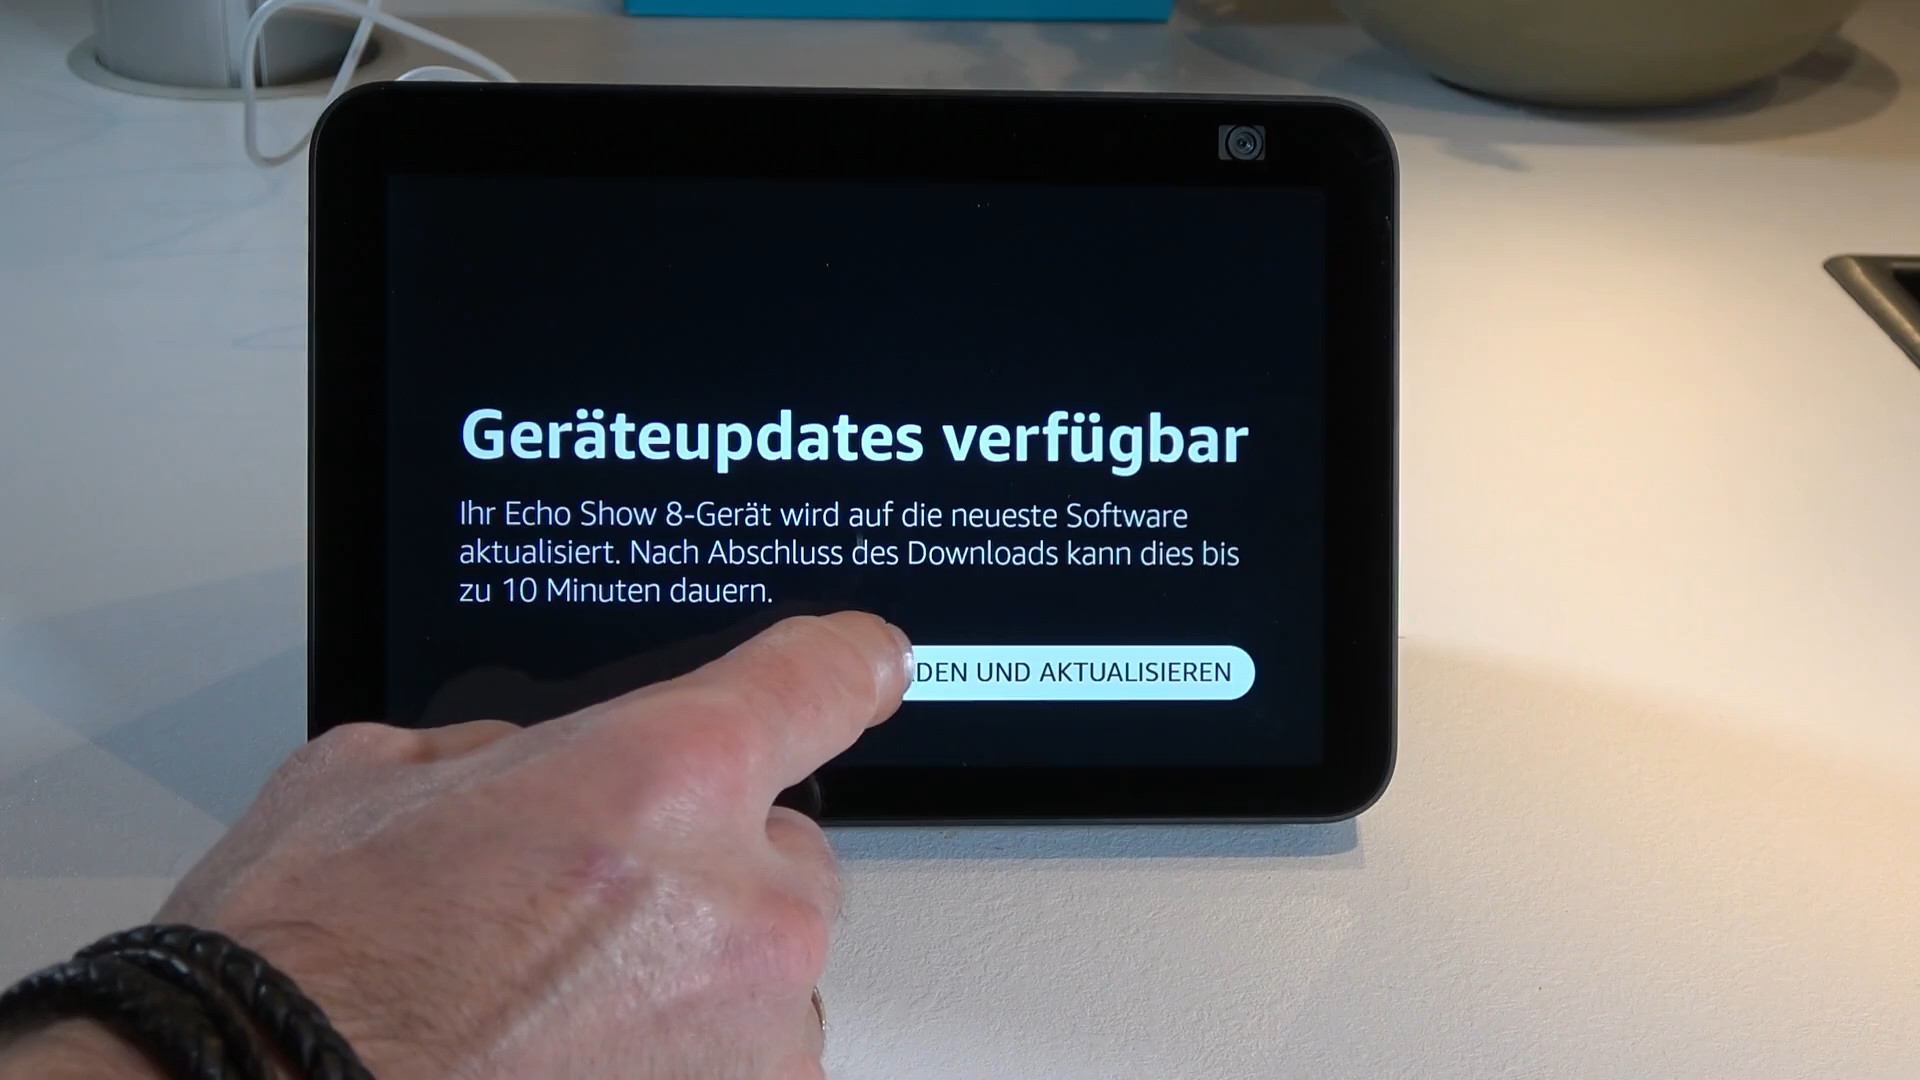 Geräteupdates verfügbar
Ihr Echo Show 8-Gerät wird auf die neueste Software
aktualisiert. Nach Abschluss des Downloads kann dies bis
zu 10 Minuten dauern.
UND AKTUALISIEREN